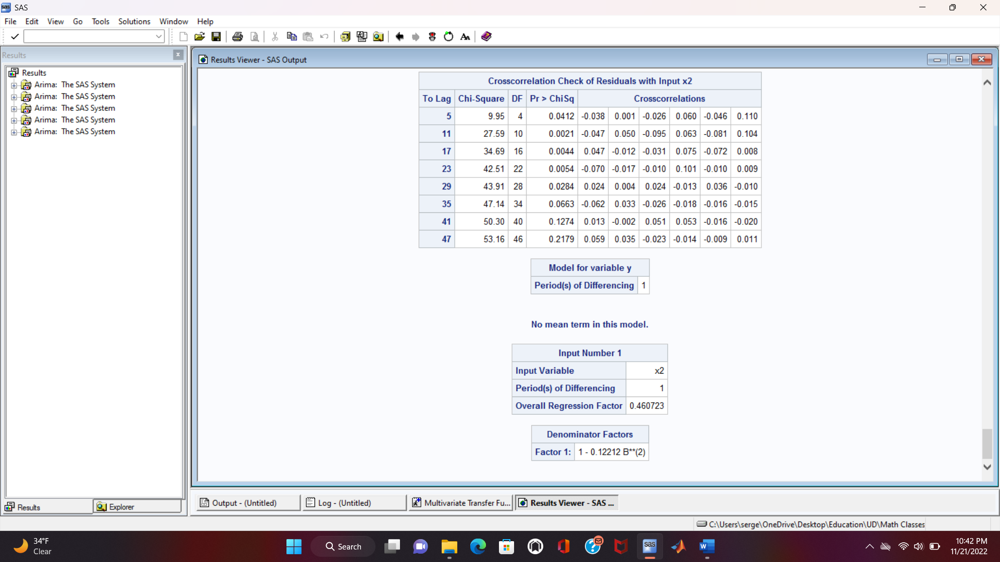 SAS
File Edit View Go Tools Solutions Window Help
Results
Results
Arima: The SAS System
Arima: The SAS System
Arima: The SAS System
Arima: The SAS System
Arima: The SAS System
Results Explorer
Results Viewer - SAS Output
Crosscorrelation Check of Residuals with Input x2
To Lag Chi-Square DF Pr > ChiSq Crosscorrelations
5 9.95 4 0.0412 -0.038 0.001 -0.026 0.060 -0.046 0.110
11 27.59 10 0.0021 -0.047 0.050 -0.095 0.063 -0.081 0.104
17 34.69 16 0.0044 0.047 -0.012 -0.031 0.075 -0.072 0.008
23 42.51 22 0.0054 -0.070 -0.017 -0.010 0.101 -0.010 0.009
29 43.91 28 0.0284 0.024 0.004 0.024 -0.013 0.036 -0.010
35 47.14 34 0.0663 -0.062 0.033 -0.026 -0.018 -0.016 -0.015
41 50.30 40 0.1274 0.013 -0.002 0.051 0.053 -0.016 -0.020
47 53.16 46 0.2179 0.059 0.035 -0.023 -0.014 -0.009 0.011
Model for variable y
Period(s) of Differencing 1
No mean term in this model.
Input Number 1
Input Variable x2
Period(s) of Differencing 1
Overall Regression Factor 0.460723
Denominator Factors
Factor 1: 1 - 0.12212 B**(2)
Output - (Untitled) Log - (Untitled) Multivariate Transfer Fu... Results Viewer - SAS ...
C:\Users\serge\OneDrive\Desktop\Education\UD\Math Classes
34°F
Clear
Search
sas
10:42 PM
11/21/2022